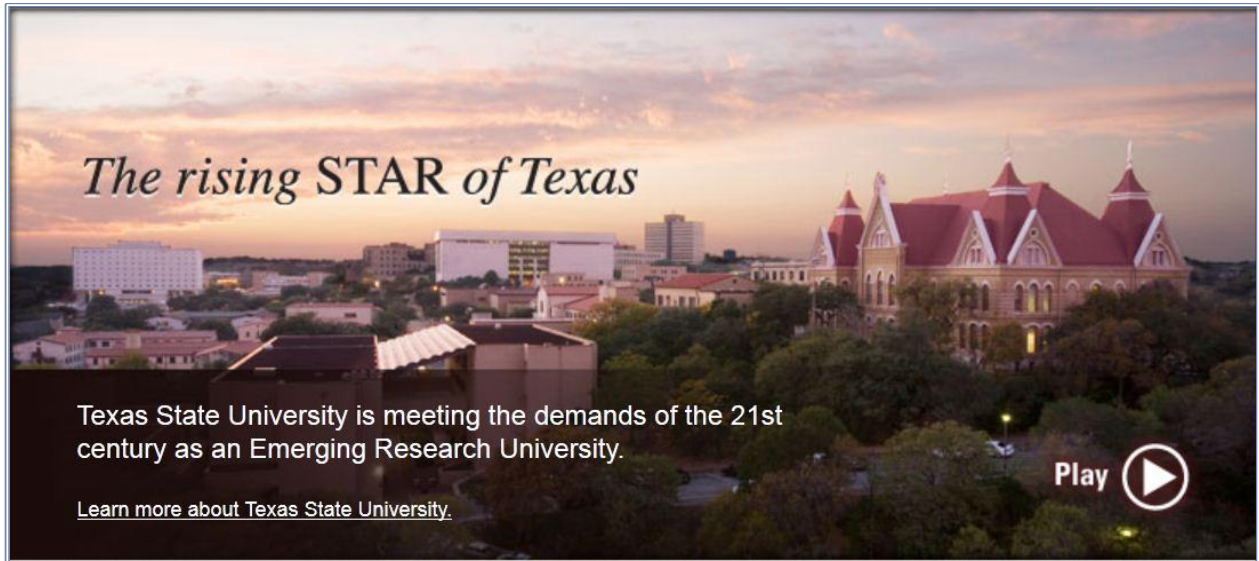 The rising STAR of Texas
Texas State University is meeting the demands of the 21st
century as an Emerging Research University.
Play
Learn more about Texas State University.